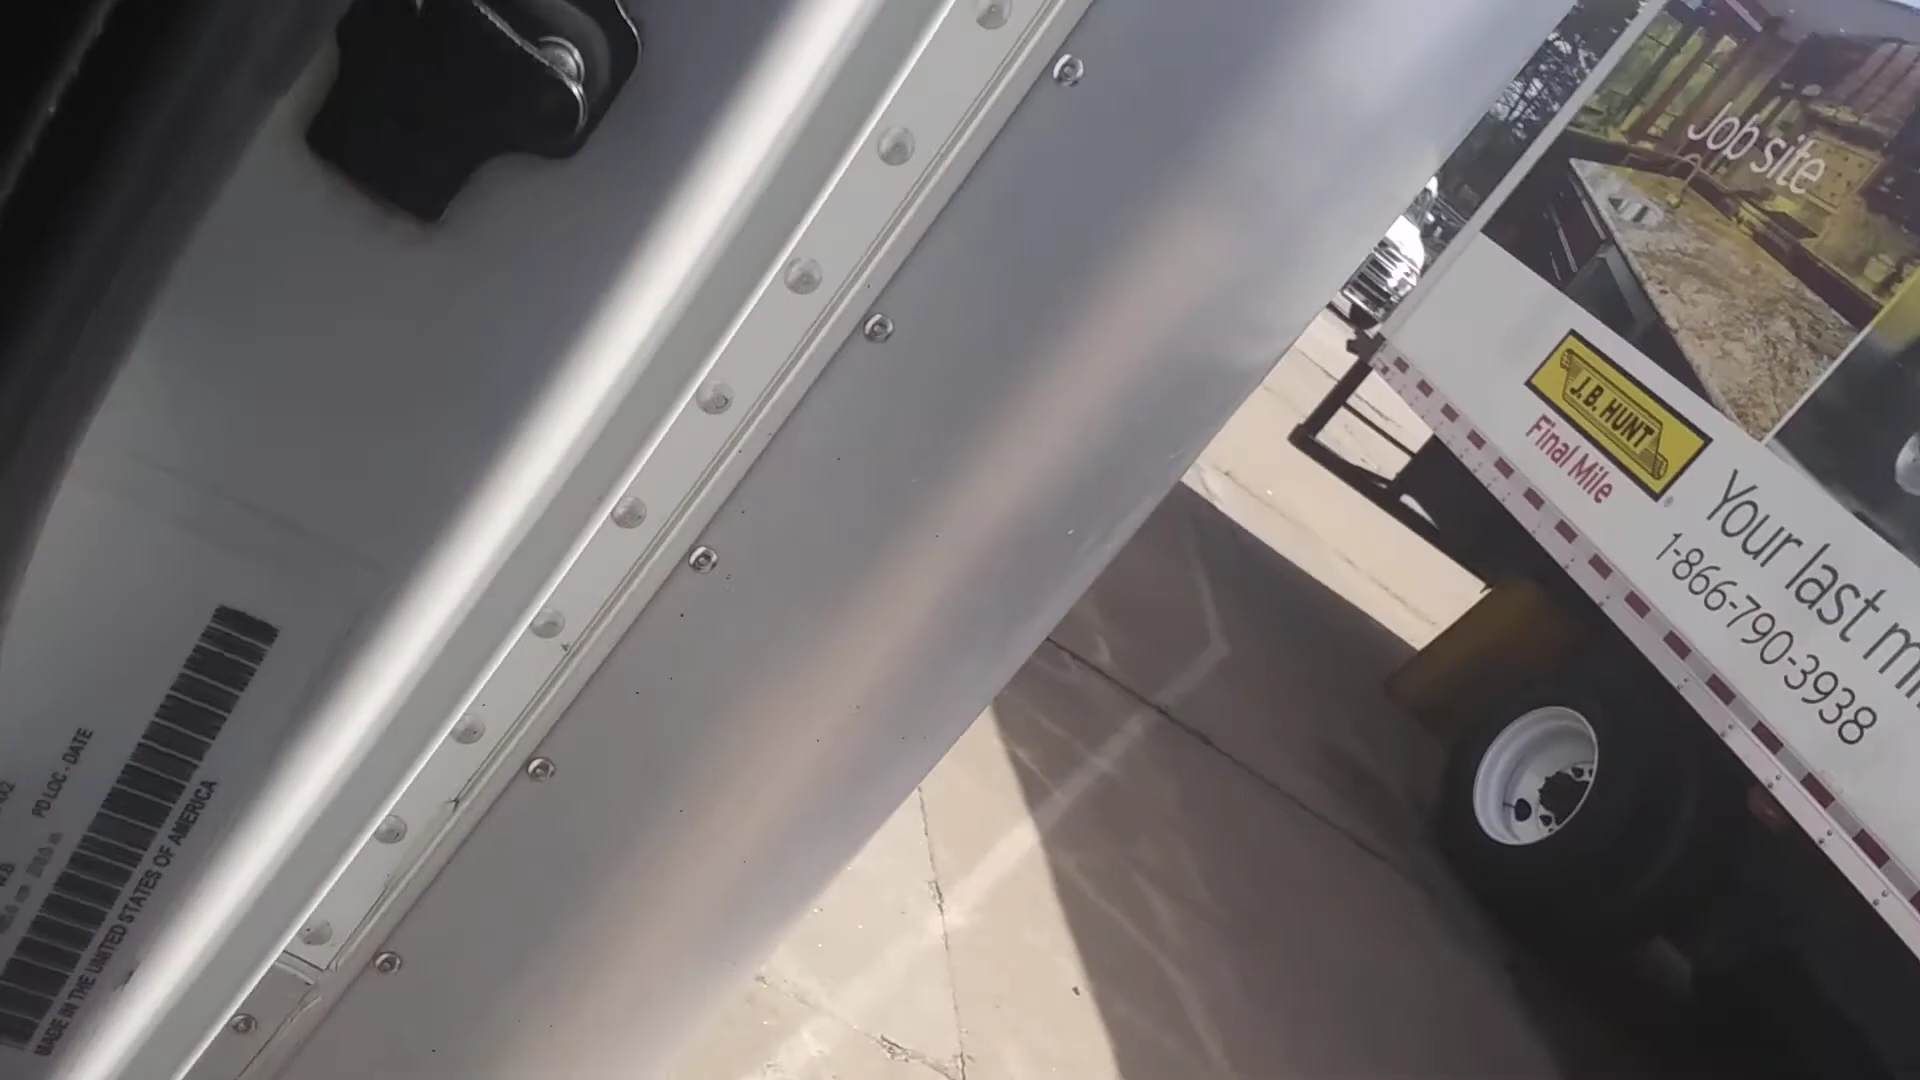 Job site
J.B. HUNT
Final Mile
Your last
1-866-790-3938
PD LOC - DATE
MADE IN THE UNITED STATES OF AMERICA